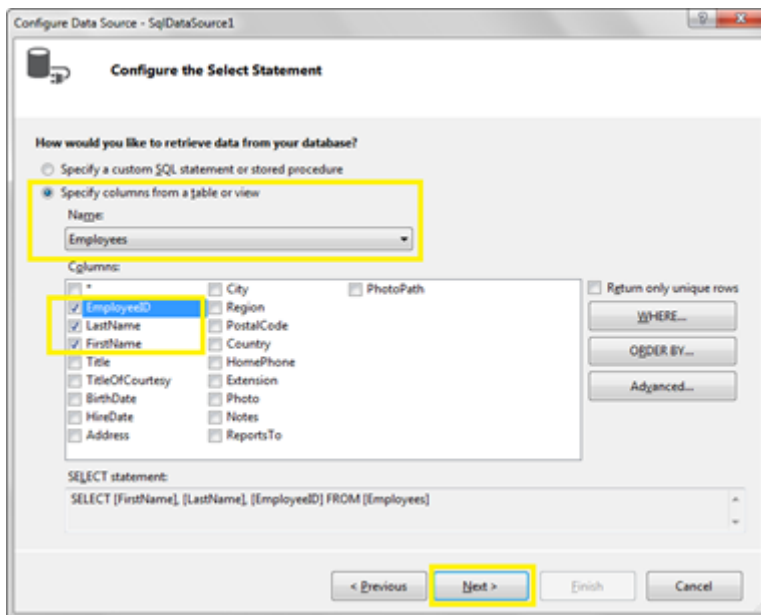 Configure Data Source - SqlDataSource1
Configure the Select Statement
How would you like to retrieve data from your database?
Specify a custom SQL statement or stored procedure
Specify columns from a table or view
Name:
Employees
Columns:
* City PhotoPath
EmployeeID Region
LastName PostalCode
FirstName Country
Title HomePhone
TitleOfCourtesy Extension
BirthDate Photo
HireDate Notes
Address ReportsTo
Return only unique rows
WHERE...
ORDER BY...
Advanced...
SELECT statement:
SELECT [FirstName], [LastName], [EmployeeID] FROM [Employees]
< Previous Next > Finish Cancel